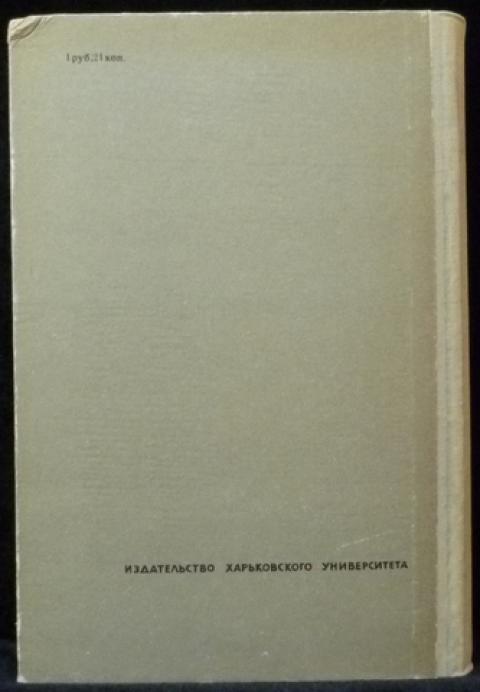 1 руб. 21 коп.
ИЗДАТЕЛЬСТВО ХАРЬКОВСКОГО УНИВЕРСИТЕТА